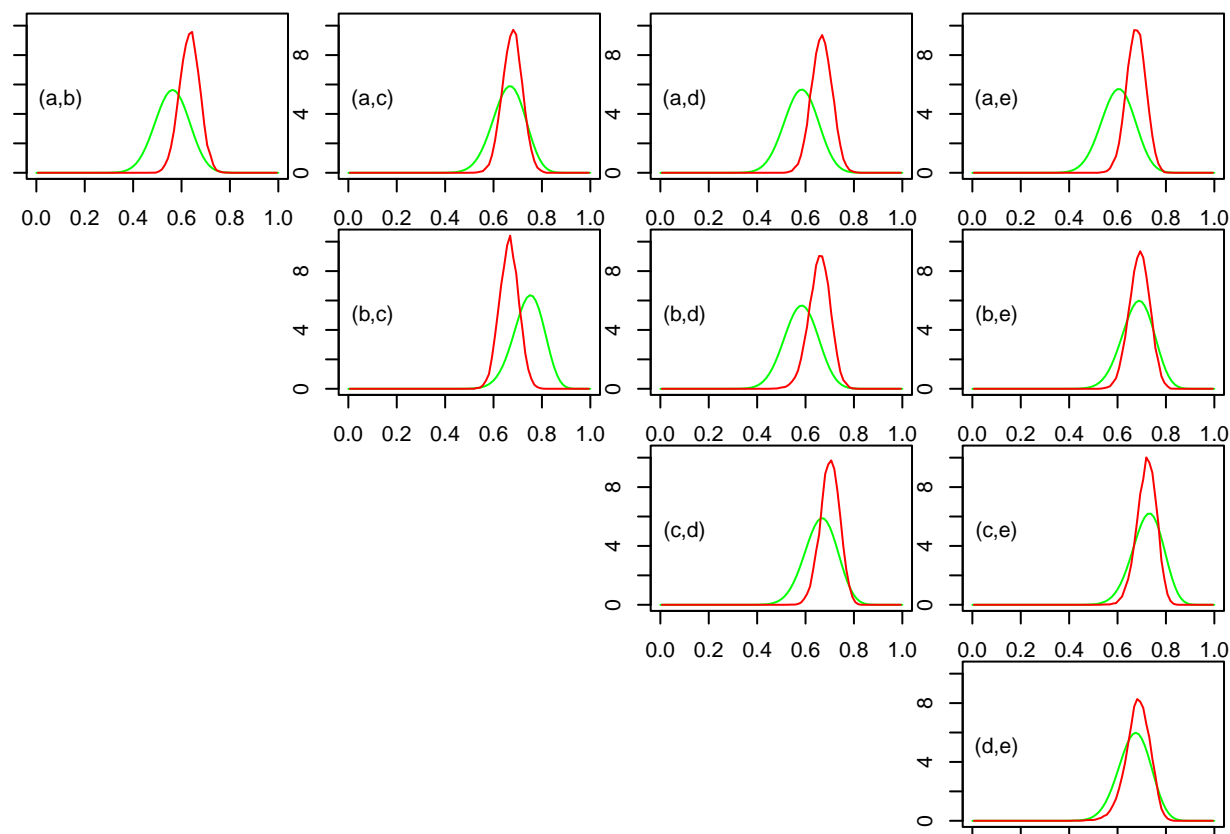 (a,b) (a,c) (a,d) (a,e)
0 4 8 0 4 8 0 4 8
0.0 0.2 0.4 0.6 0.8 1.0 0.0 0.2 0.4 0.6 0.8 1.0 0.0 0.2 0.4 0.6 0.8 1.0 0.0 0.2 0.4 0.6 0.8 1.0
(b,c) (b,d) (b,e)
0 4 8 0 4 8 0 4 8
0.0 0.2 0.4 0.6 0.8 1.0 0.0 0.2 0.4 0.6 0.8 1.0 0.0 0.2 0.4 0.6 0.8 1.0
(c,d) (c,e)
0 4 8 0 4 8
0.0 0.2 0.4 0.6 0.8 1.0 0.0 0.2 0.4 0.6 0.8 1.0
(d,e)
0 4 8